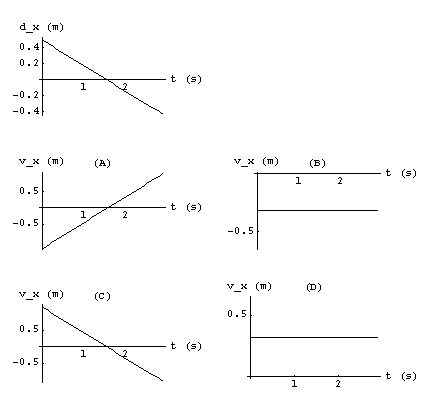 d_x (m)
0.4
0.2
t (s)
1 2
-0.2
-0.4
v_x (m) (A)
0.5
t (s)
1 2
-0.5
v_x (m) (B)
t (s)
1 2
-0.5
v_x (m) (C)
0.5
t (s)
1 2
-0.5
v_x (m) (D)
0.5
t (s)
1 2